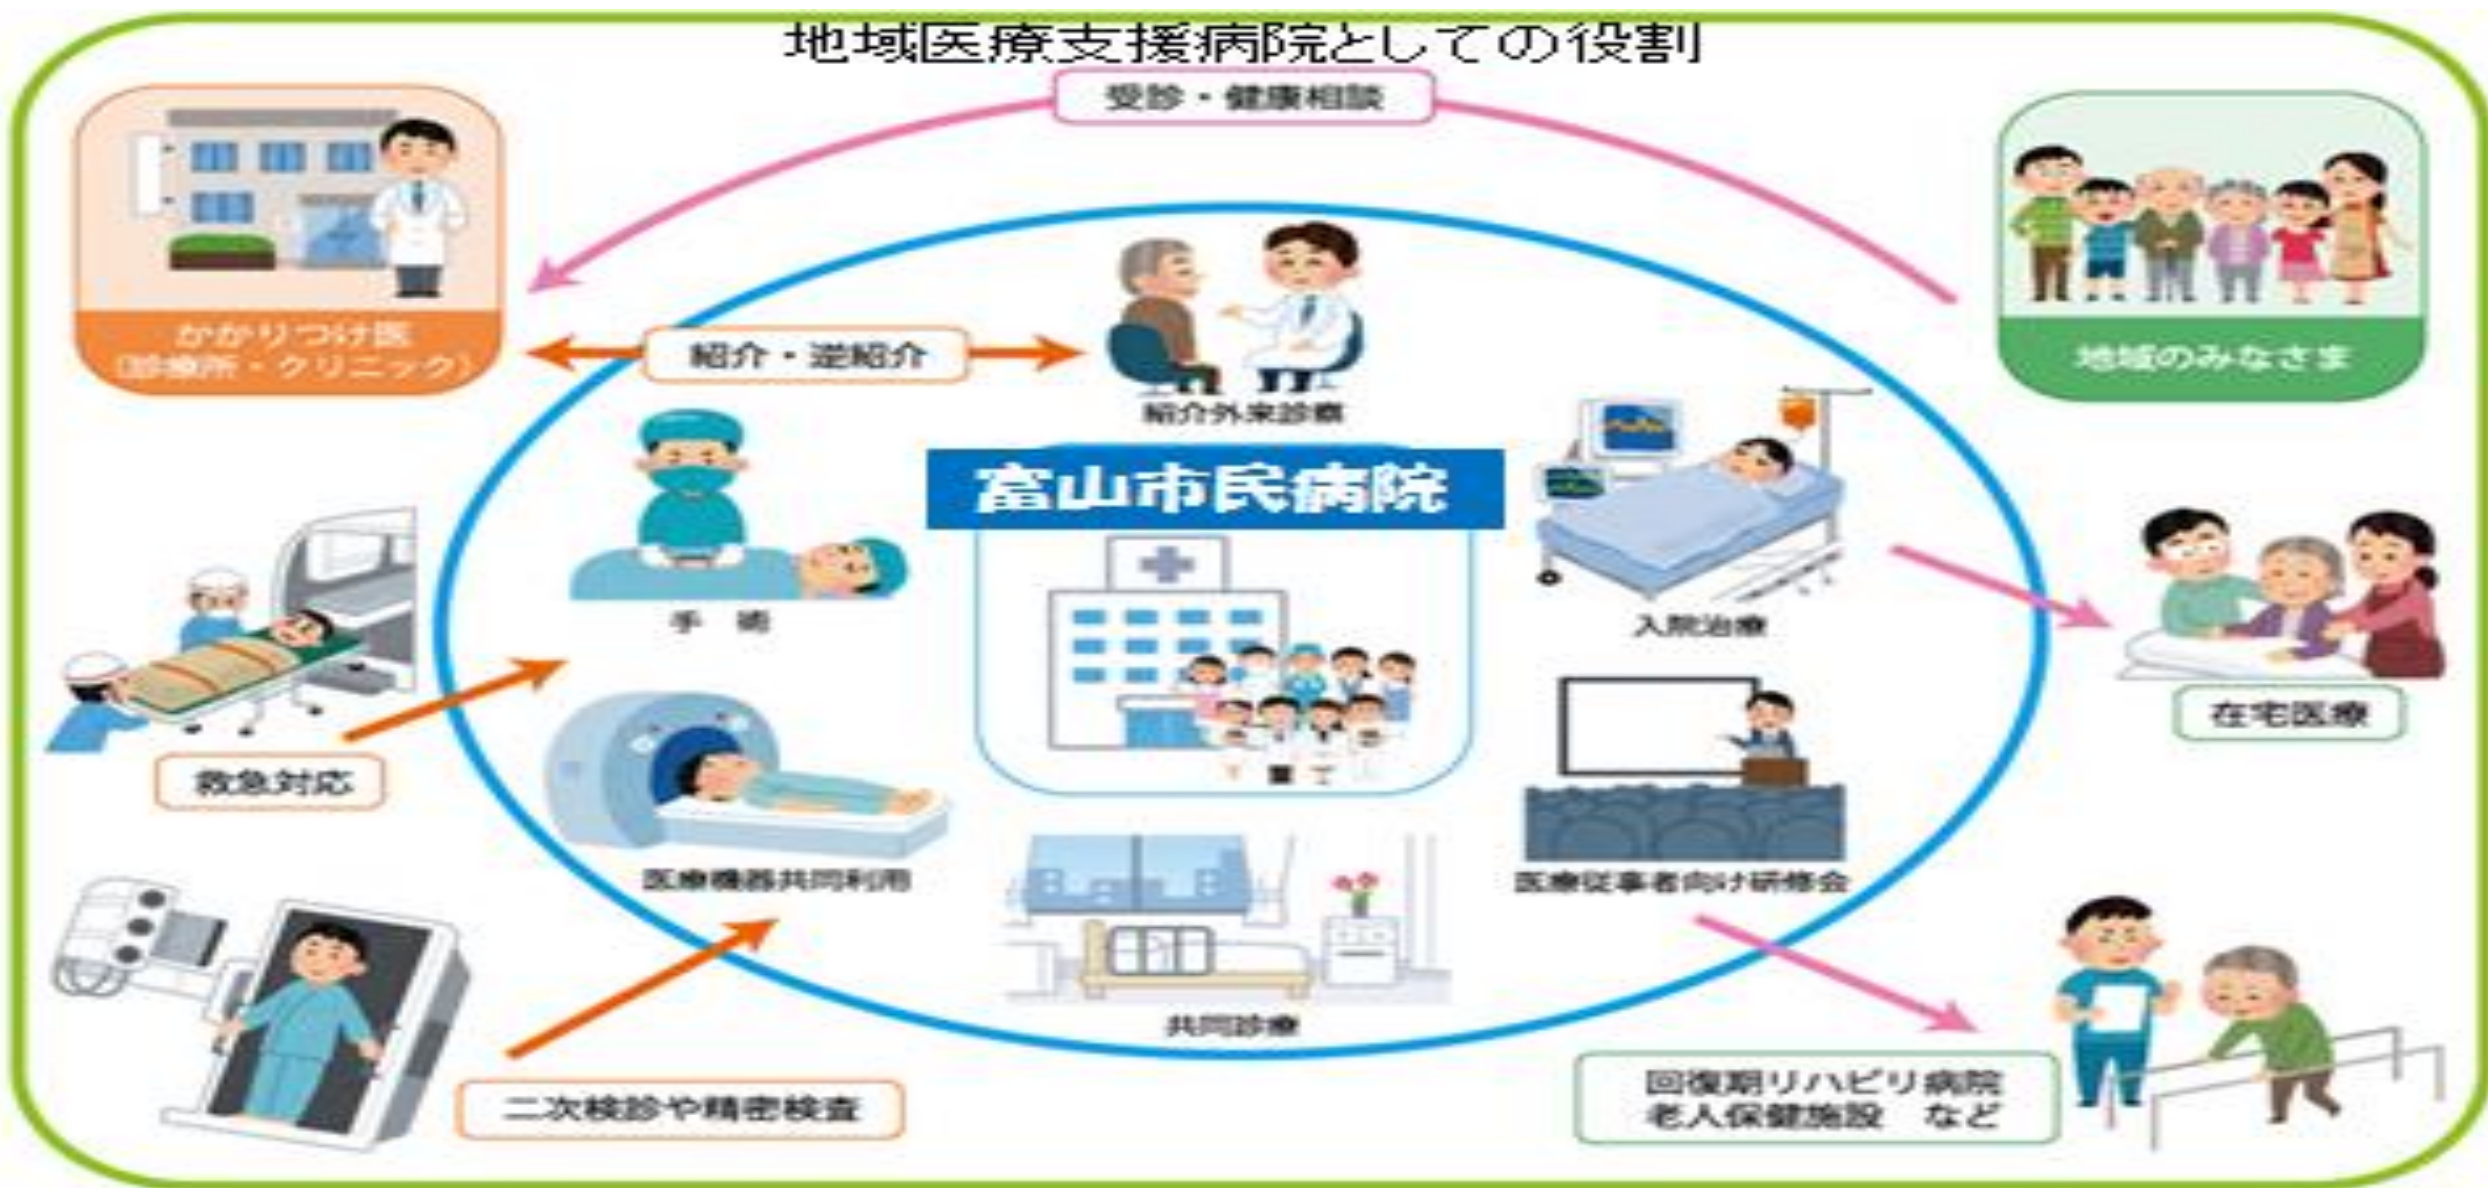 地域医療支援病院としての役割
受診・健康相談
かかりつけ医
(診療所・クリニック)
地域のみなさま
紹介・逆紹介
紹介外来診察
富山市民病院
手 術
入院治療
在宅医療
救急対応
医療機器共同利用
医療従事者向け研修会
共同診療
二次検診や精密検査
回復期リハビリ病院
老人保健施設 など